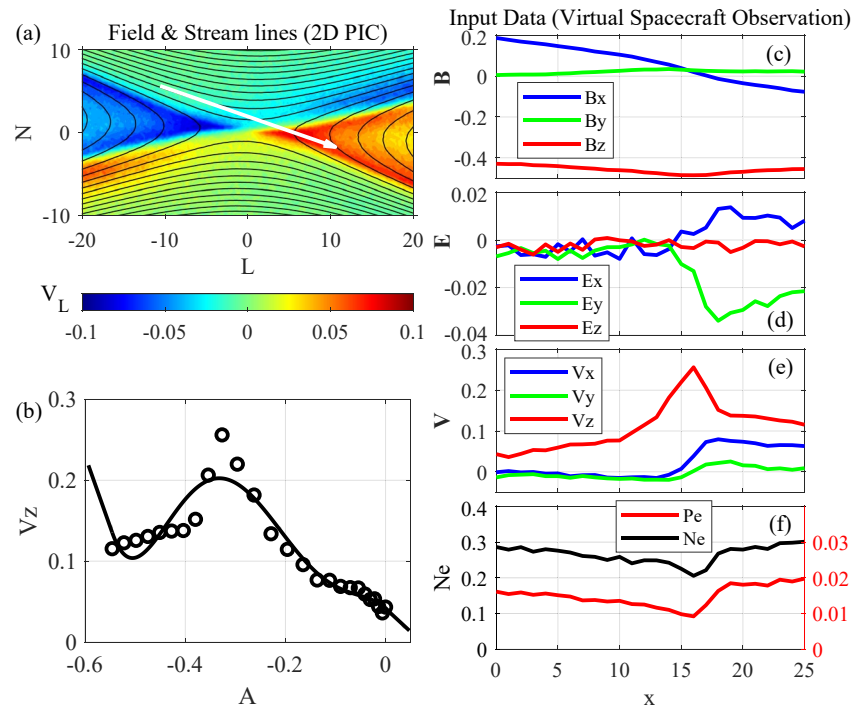 (a)
Field & Stream lines (2D PIC)
10
0
-10
N
-20
-10
0
10
20
L
V_L
-0.1
-0.05
0
0.05
0.1
(b)
0.3
0.2
0.1
0
Vz
-0.6
-0.4
-0.2
0
A
Input Data (Virtual Spacecraft Observation)
(c)
0.2
0
-0.2
-0.4
-0.5
B
Bx
By
Bz
0.02
0
-0.02
-0.04
E
Ex
Ey
Ez
(d)
(e)
0.3
0.2
0.1
0
V
Vx
Vy
Vz
(f)
0.4
0.3
0.2
0.1
0
Ne
Pe
Ne
0.03
0.02
0.01
0
0
5
10
15
20
25
x